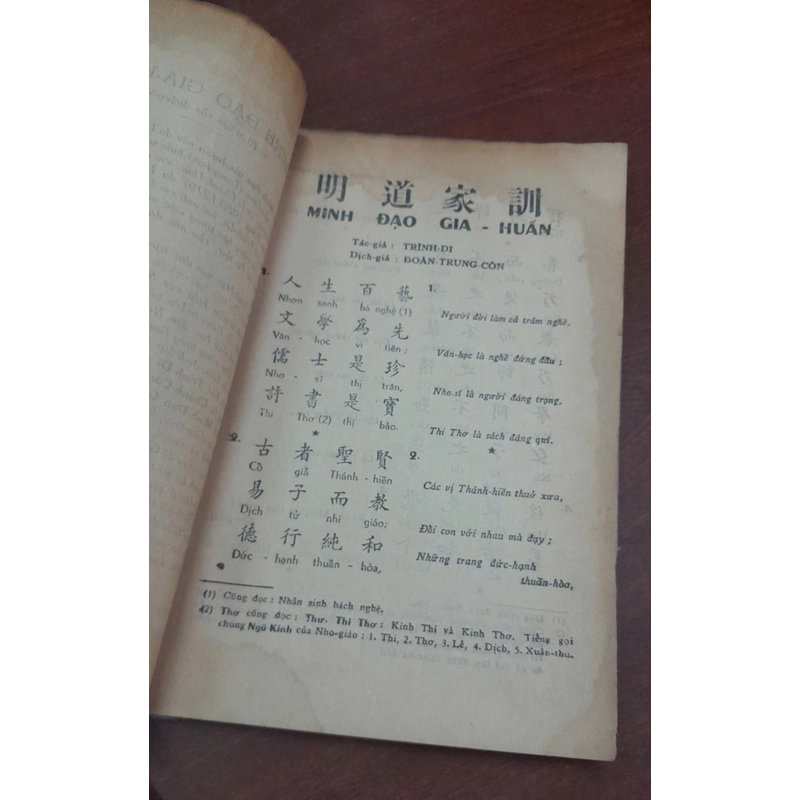 明 道 家 訓
MINH ĐẠO GIA - HUẤN
Tác-giả : TRÌNH-DI
Dịch-giả : ĐOÀN-TRUNG-CÒN
1.
人 生 百 藝
Nhơn sanh bá nghệ (1)
文 學 為 先
Văn - học vi tiên ;
儒 士 是 珍
Nho - sĩ thị trân,
詩 書 是 寶
Thi Thơ (2) thị bảo.
*
1.
Người đời làm cả trăm nghề,
Văn-học là nghề đứng đầu ;
Nho-sĩ là người đáng trọng,
Thi Thơ là sách đáng quí.
*
2.
古 者 聖 賢
Cổ giả Thánh - hiền
易 子 而 教
Dịch tử nhi giáo;
德 行 純 和
Đức - hạnh thuần - hòa,
2.
Các vị Thánh-hiền thuở xưa,
Đổi con với nhau mà dạy ;
Những trang đức-hạnh
thuần-hòa,
(1) Cũng đọc : Nhân sinh bách nghệ.
(2) Thơ cũng đọc : Thư. Thi Thơ : Kinh Thi và Kinh Thơ. Tiếng gọi
chung Ngũ Kinh của Nho-giáo : 1. Thi, 2. Thơ, 3. Lễ, 4. Dịch, 5. Xuân-thu.